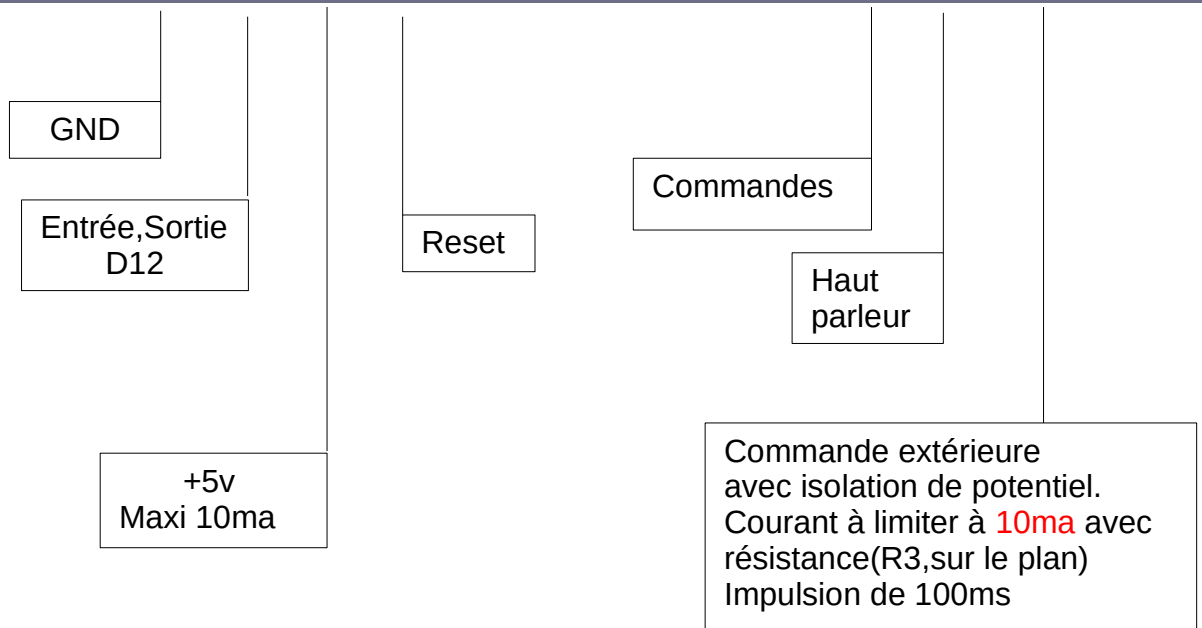 GND
Entrée,Sortie
D12
+5v
Maxi 10ma
Reset
Commandes
Haut
parleur
Commande extérieure
avec isolation de potentiel.
Courant à limiter à 10ma avec
résistance(R3,sur le plan)
Impulsion de 100ms